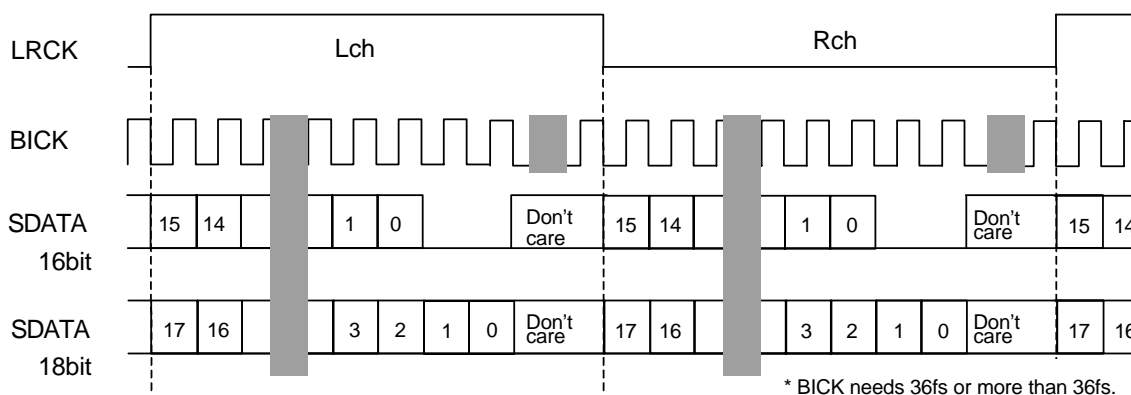 LRCK Lch Rch
BICK
SDATA 15 14 1 0 Don't care 15 14 1 0 Don't care 15 14
16bit
SDATA 17 16 3 2 1 0 Don't care 17 16 3 2 1 0 Don't care 17 16
18bit
* BICK needs 36fs or more than 36fs.